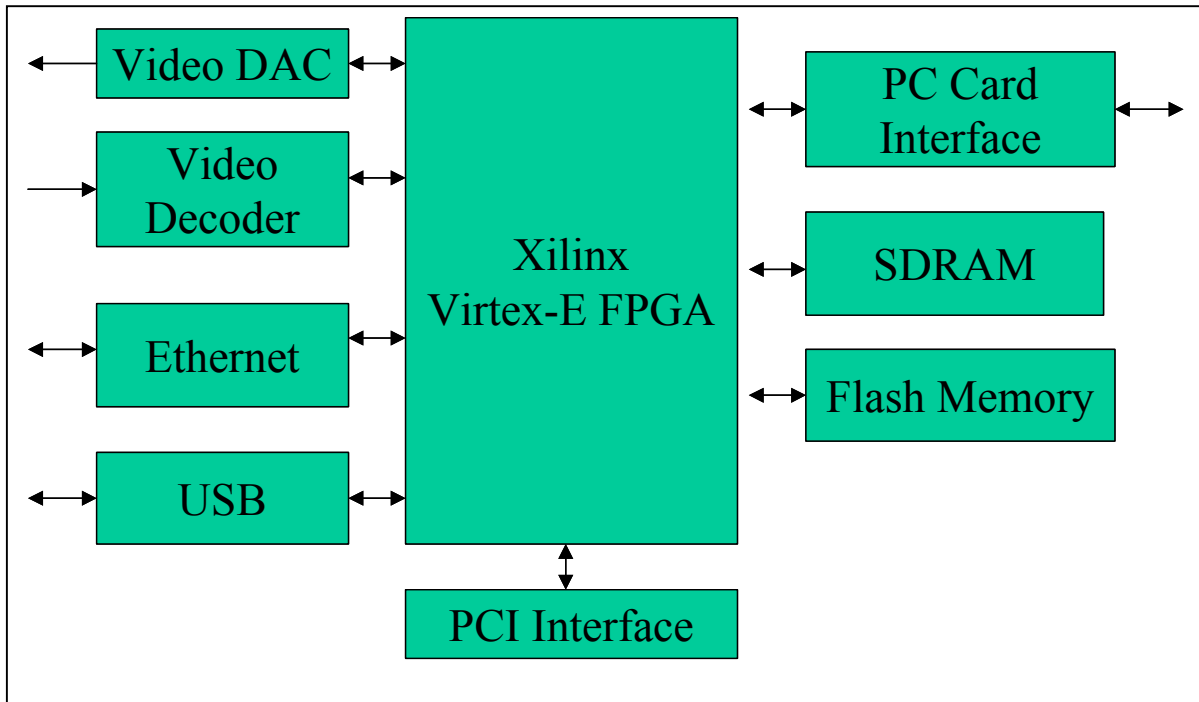 Video DAC
Video
Decoder
Ethernet
USB
Xilinx
Virtex-E FPGA
PCI Interface
PC Card
Interface
SDRAM
Flash Memory